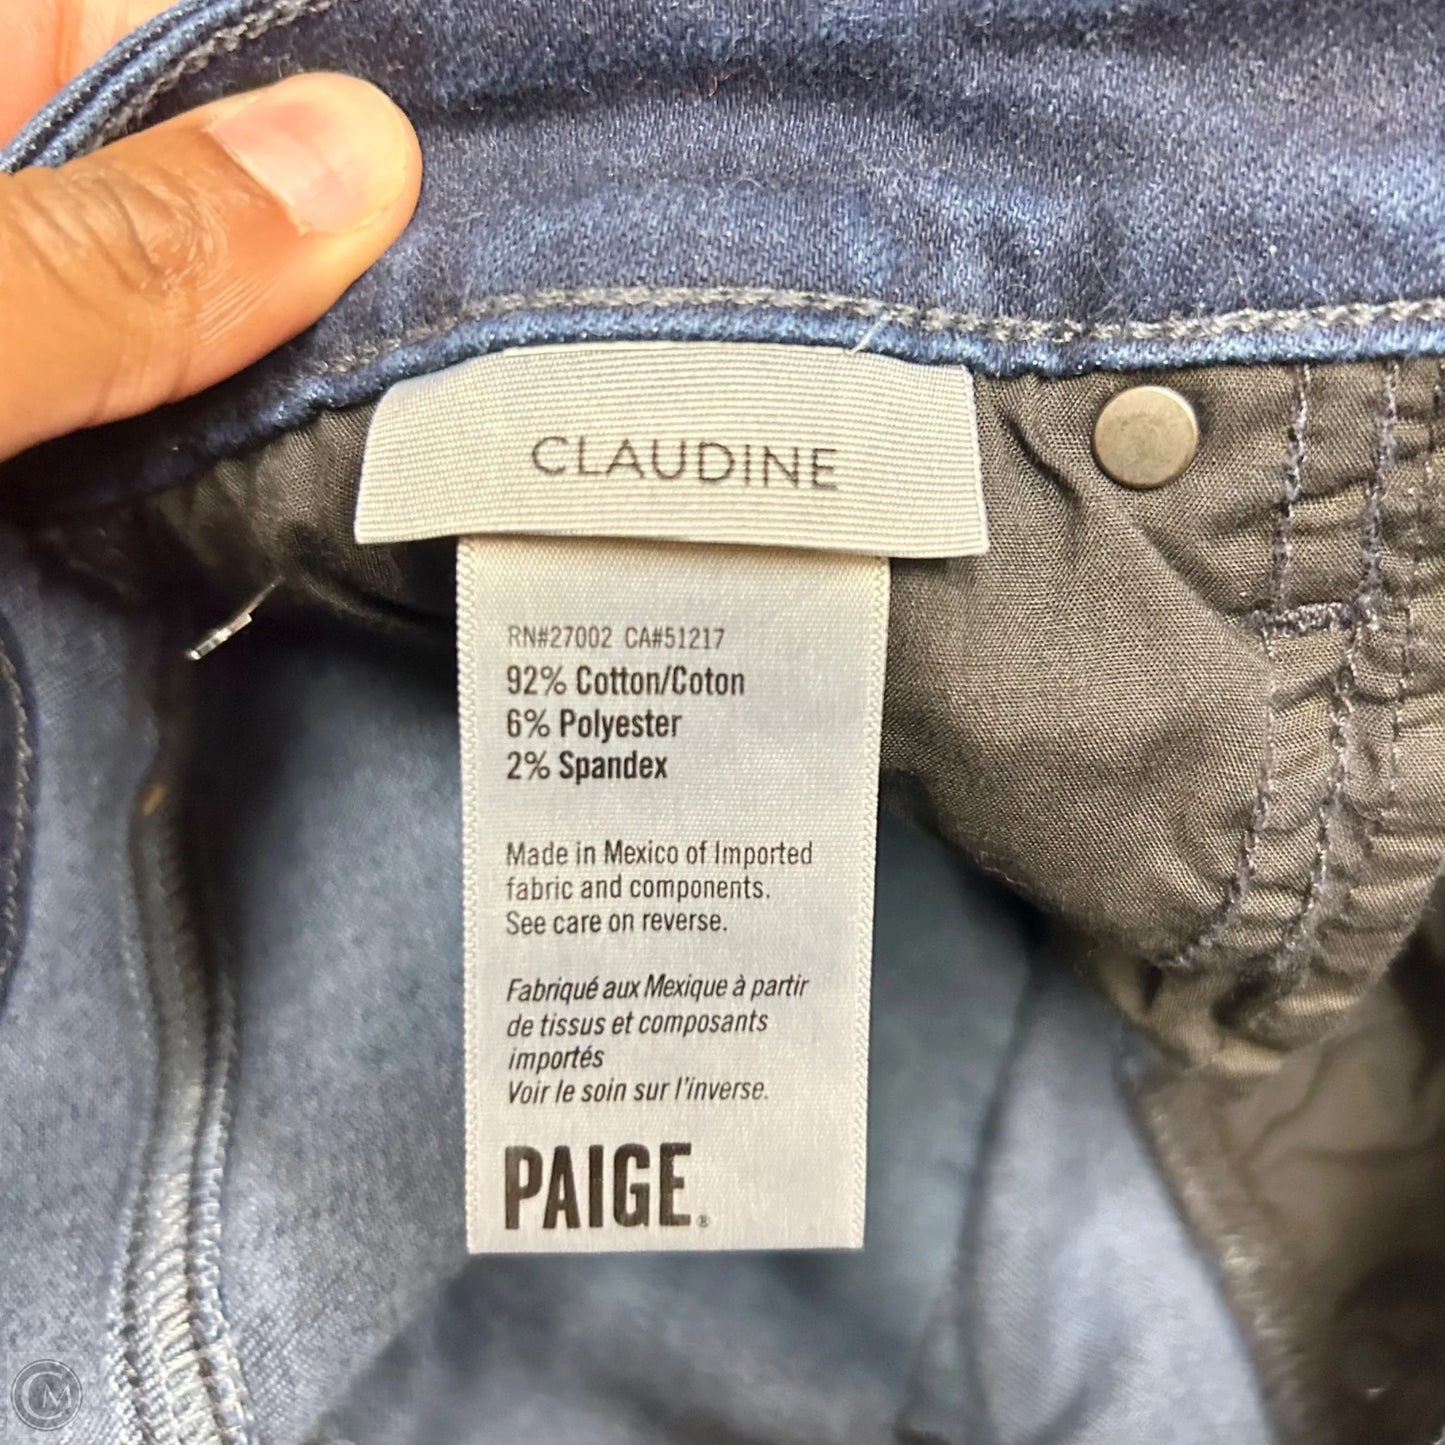 CLAUDINE
RN#27002 CA#51217
92% Cotton/Coton
6% Polyester
2% Spandex
Made in Mexico of Imported
fabric and components.
See care on reverse.
Fabriqué aux Mexique à partir
de tissus et composants
importés
Voir le soin sur l'inverse.
PAIGE®
CM